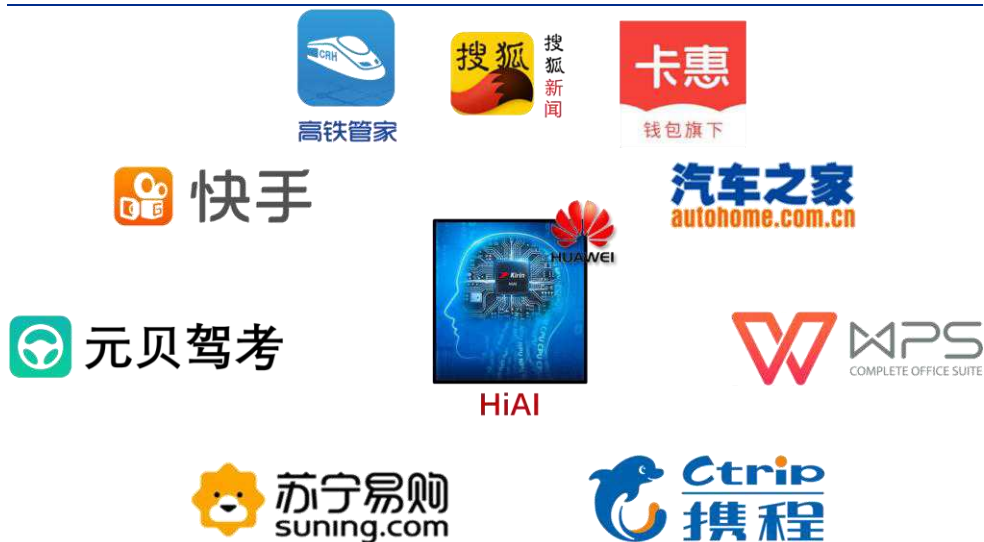 CRH
高铁管家
搜狐
搜狐新闻
卡惠
钱包旗下
快手
汽车之家
autohome.com.cn
HUAWEI
Kirin
HiAI
元贝驾考
WPS
COMPLETE OFFICE SUITE
苏宁易购
suning.com
Ctrip
携程